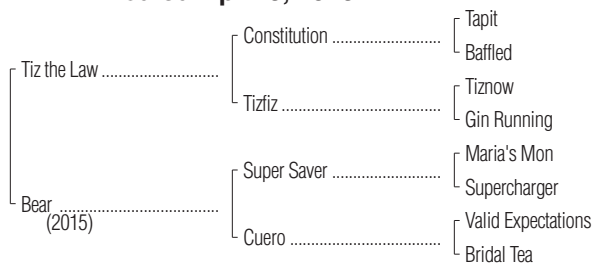 Constitution
Tapit
Baffled
Tiz the Law
Tizfiz
Tiznow
Gin Running
Super Saver
Maria's Mon
Supercharger
Bear
(2015)
Cuero
Valid Expectations
Bridal Tea